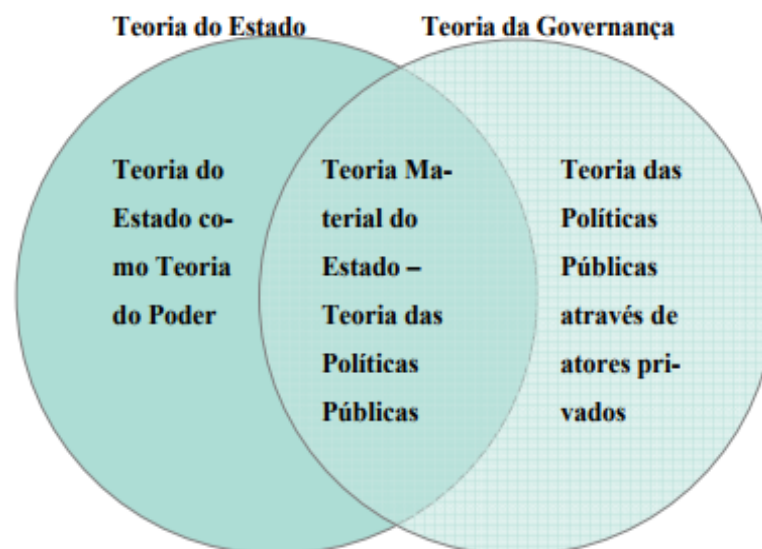 Teoria do Estado
Teoria da Governança
Teoria do
Estado co-
mo Teoria
do Poder
Teoria Ma-
terial do
Estado –
Teoria das
Políticas
Públicas
Teoria das
Políticas
Públicas
através de
atores pri-
vados